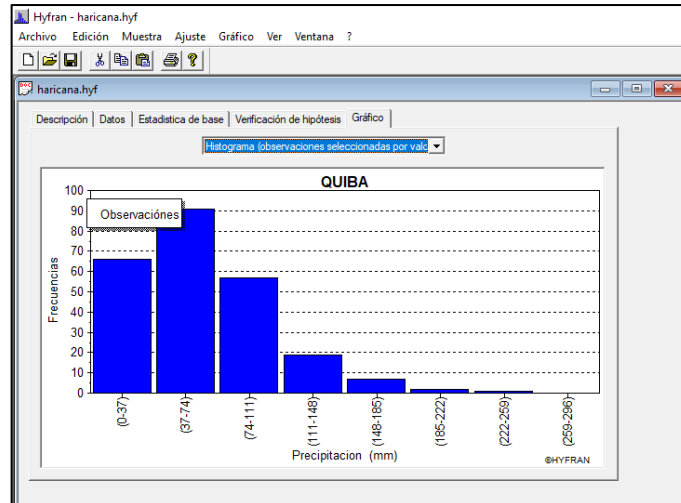 Hyfran - haricana.hyf
Archivo Edición Muestra Ajuste Gráfico Ver Ventana ?
haricana.hyf
Descripción Datos Estadistica de base Verificación de hipótesis Gráfico
Histograma (observaciones seleccionadas por valo
QUIBA
Observaciónes
Frecuencias
100
90
80
70
60
50
40
30
20
10
0
(0-37) (37-74) (74-111) (111-148) (148-185) (185-222) (222-259) (259-296)
Precipitacion (mm)
©HYFRAN